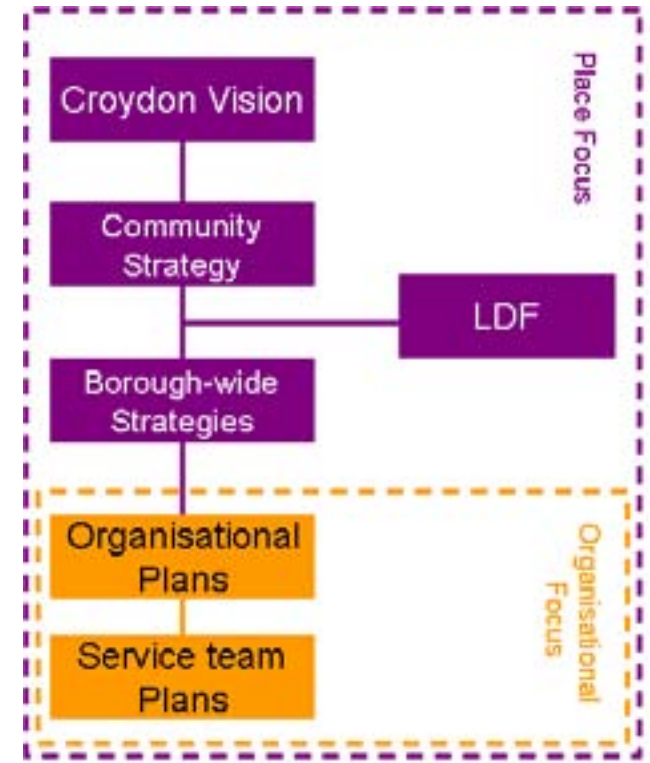 Croydon Vision
Place Focus
Community
Strategy
LDF
Borough-wide
Strategies
Organisational
Plans
Organisational
Focus
Service team
Plans